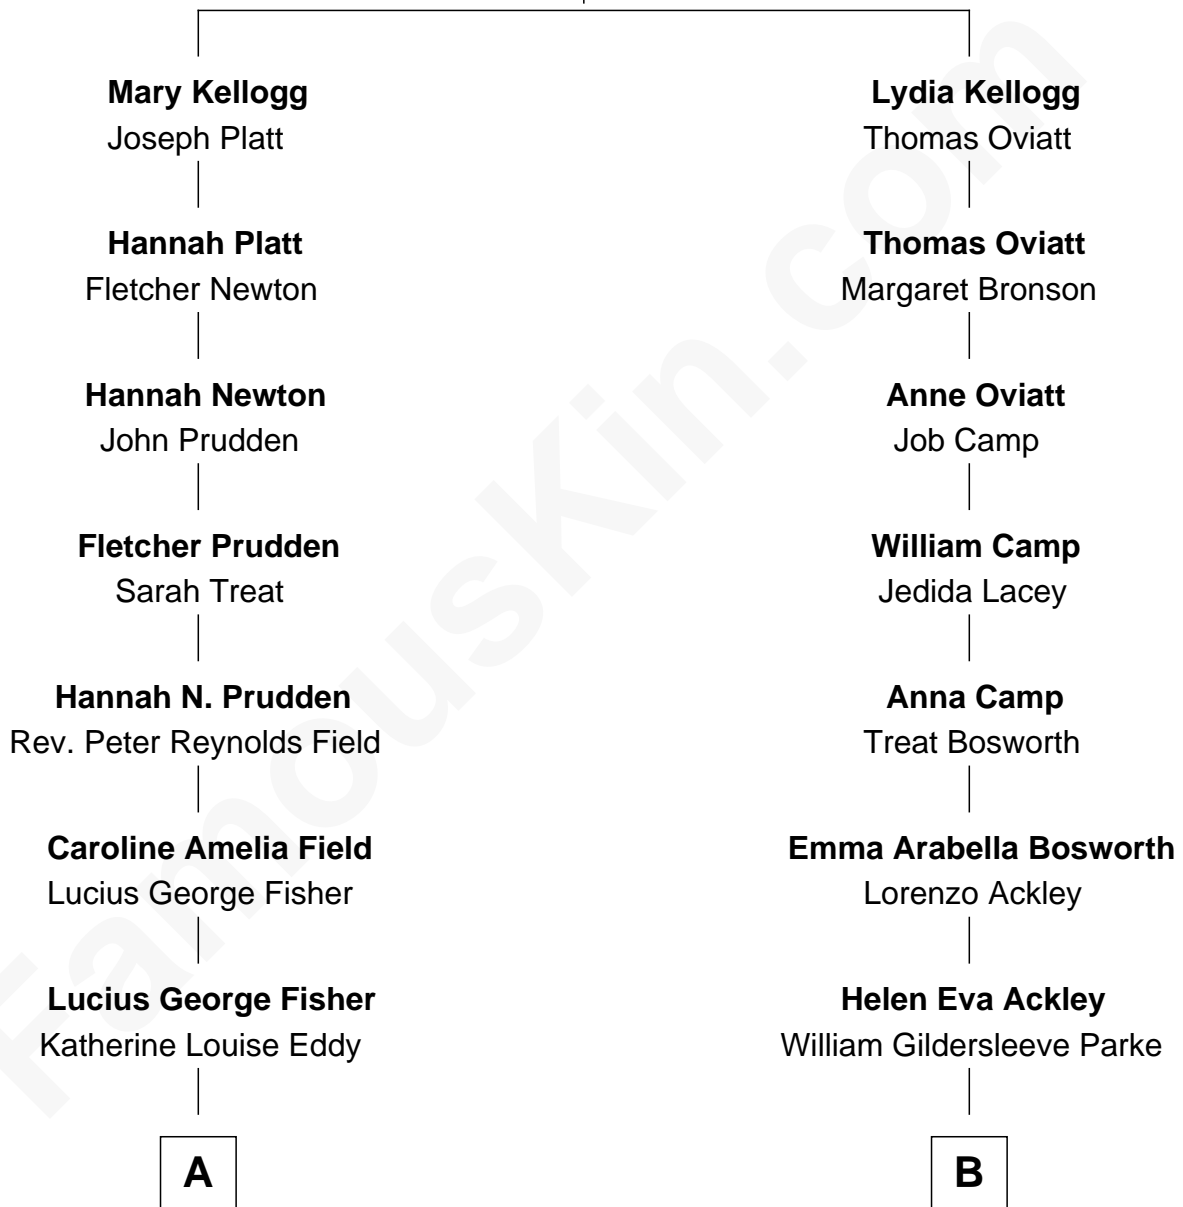 Mary Kellogg
Joseph Platt
Hannah Platt
Fletcher Newton
Hannah Newton
John Prudden
Fletcher Prudden
Sarah Treat
Hannah N. Prudden
Rev. Peter Reynolds Field
Caroline Amelia Field
Lucius George Fisher
Lucius George Fisher
Katherine Louise Eddy
A
Lydia Kellogg
Thomas Oviatt
Thomas Oviatt
Margaret Bronson
Anne Oviatt
Job Camp
William Camp
Jedida Lacey
Anna Camp
Treat Bosworth
Emma Arabella Bosworth
Lorenzo Ackley
Helen Eva Ackley
William Gildersleeve Parke
B
FamousKin.com